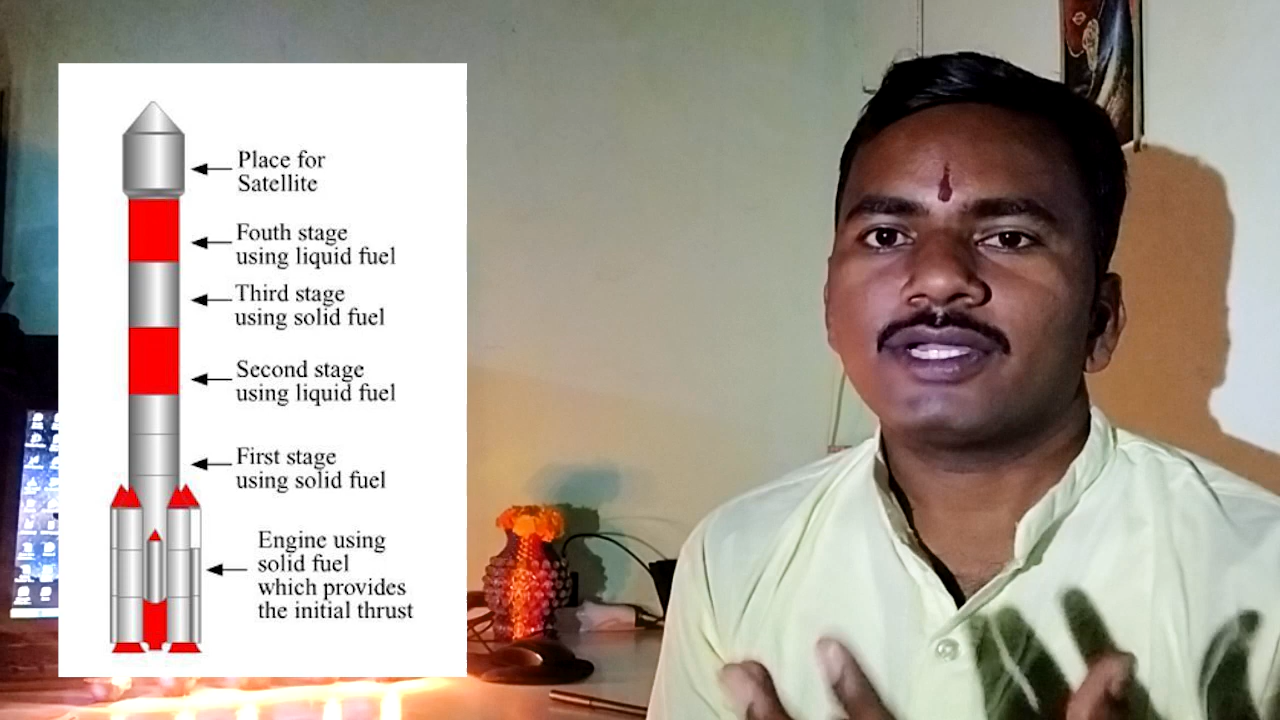 Place for
Satellite
Fouth stage
using liquid fuel
Third stage
using solid fuel
Second stage
using liquid fuel
First stage
using solid fuel
Engine using
solid fuel
which provides
the initial thrust